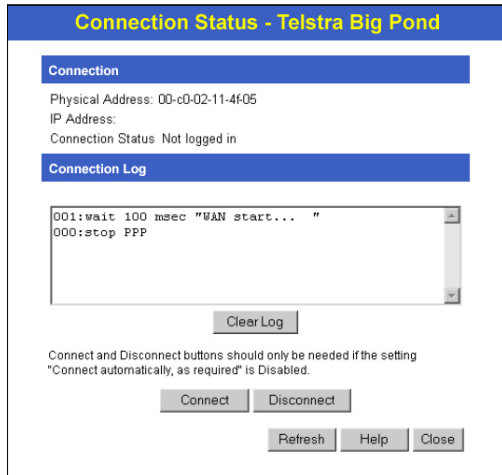 Connection Status - Telstra Big Pond
Connection
Physical Address: 00-c0-02-11-4f-05
IP Address:
Connection Status Not logged in
Connection Log
001:wait 100 msec "WAN start... "
000:stop PPP
Clear Log
Connect and Disconnect buttons should only be needed if the setting
"Connect automatically, as required" is Disabled.
Connect Disconnect
Refresh Help Close